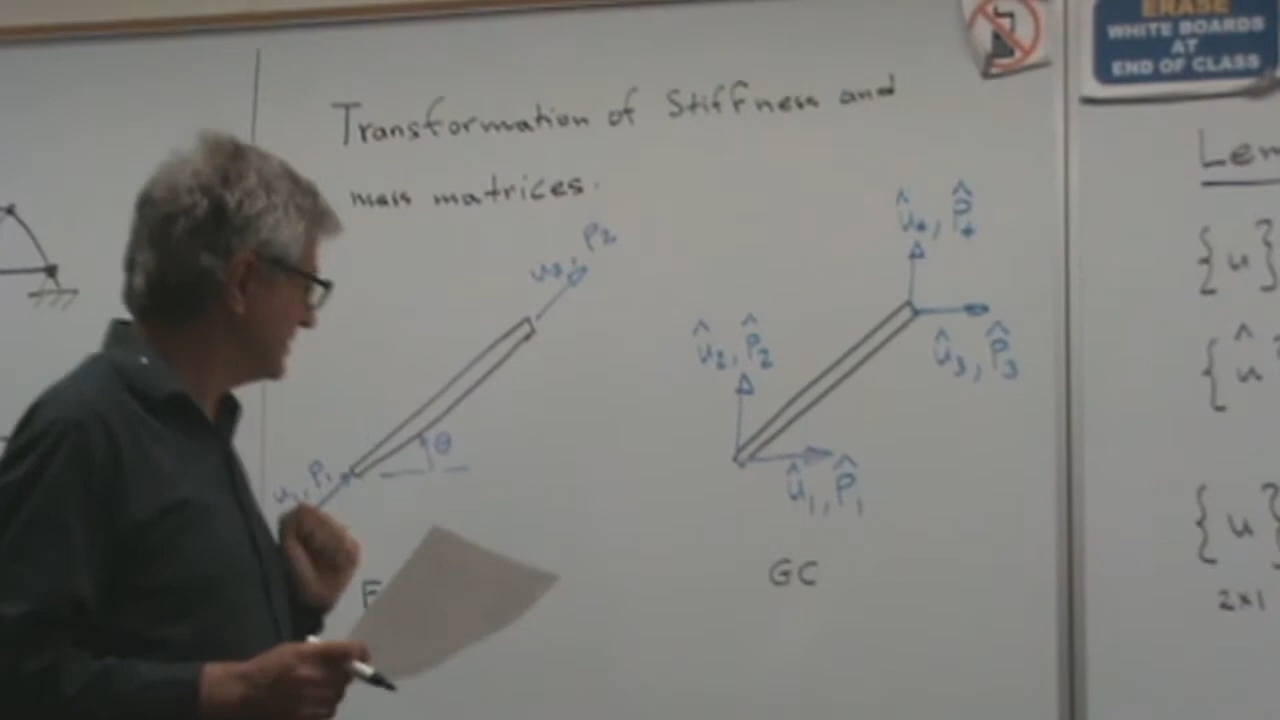 ERASE
WHITE BOARDS
AT
END OF CLASS
Transformation of Stiffness and
mass matrices.
P2
u2,
θ
u1, P1
û4, P̂4
û2, P̂2
û3, P̂3
û1, P̂1
GC
Lem
{u}
{û
{u}
2x1